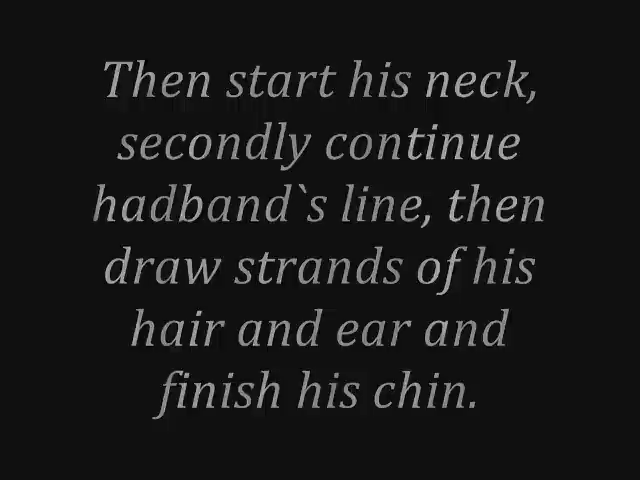 Then start his neck,
secondly continue
hadband`s line, then
draw strands of his
hair and ear and
finish his chin.